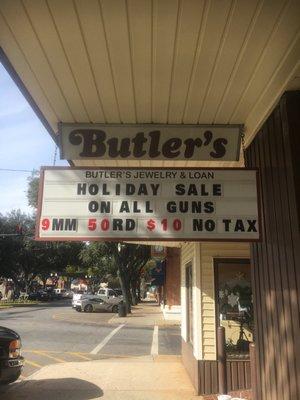 Butler's
BUTLER'S JEWELRY & LOAN
HOLIDAY SALE
ON ALL GUNS
9MM 50RD $10 NO TAX